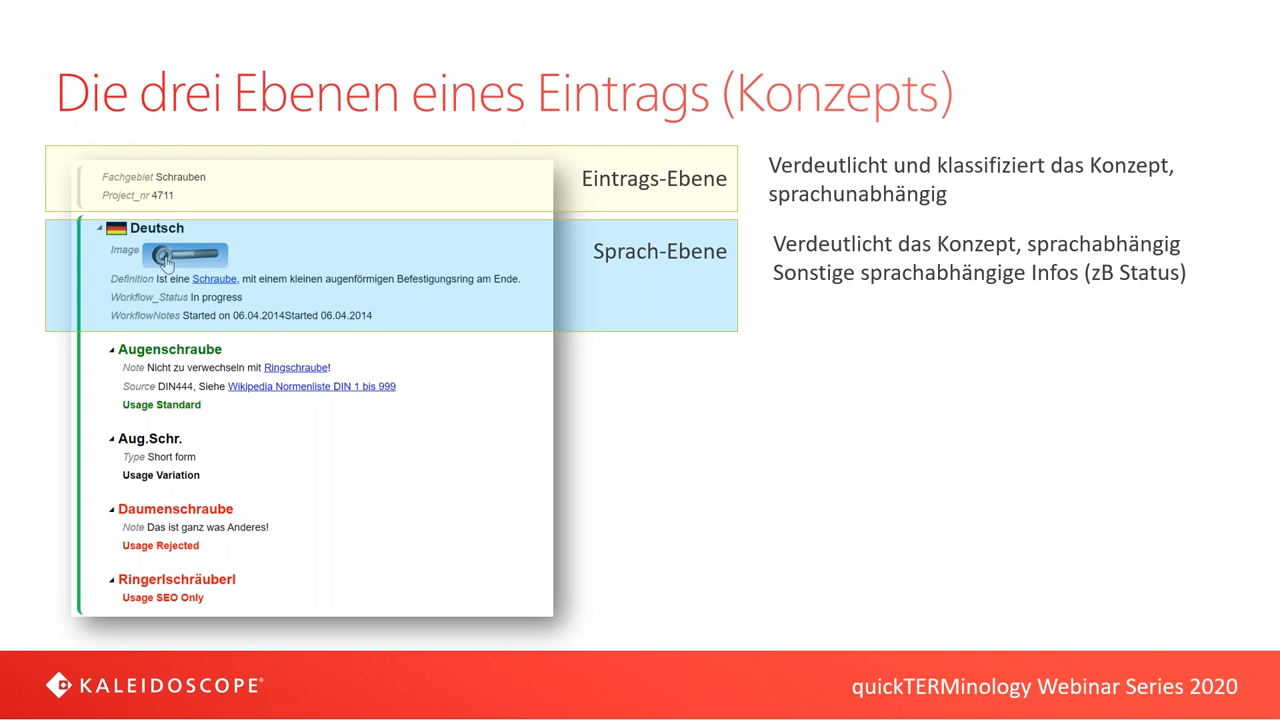 Die drei Ebenen eines Eintrags (Konzepts)
Fachgebiet Schrauben
Project_nr 4711
Eintrags-Ebene
Verdeutlicht und klassifiziert das Konzept,
sprachunabhängig
Deutsch
Image
Definition Ist eine Schraube, mit einem kleinen augenförmigen Befestigungsring am Ende.
Workflow_Status In progress
WorkflowNotes Started on 06.04.2014Started 06.04.2014
Sprach-Ebene
Verdeutlicht das Konzept, sprachabhängig
Sonstige sprachabhängige Infos (zB Status)
Augenschraube
Note Nicht zu verwechseln mit Ringschraube!
Source DIN444, Siehe Wikipedia Normenliste DIN 1 bis 999
Usage Standard
Aug.Schr.
Type Short form
Usage Variation
Daumenschraube
Note Das ist ganz was Anderes!
Usage Rejected
Ringerlschräuberl
Usage SEO Only
KALEIDOSCOPE®
quickTERMinology Webinar Series 2020